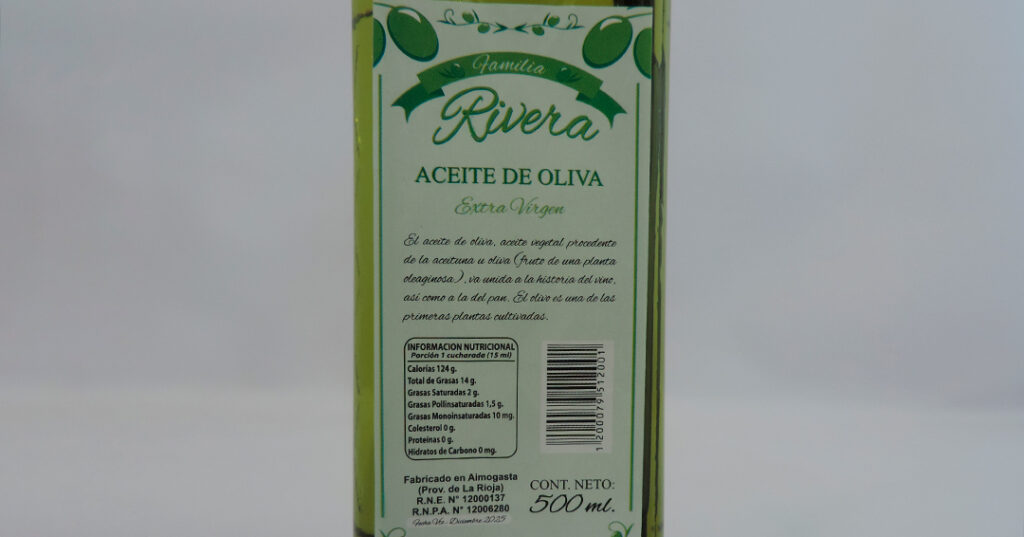 Familia
Rivera
ACEITE DE OLIVA
Extra Virgen
El aceite de oliva, aceite vegetal procedente
de la aceituna u oliva (fruto de una planta
oleaginosa), va unida a la historia del vino,
así como a la del pan. El olivo es una de las
primeras plantas cultivadas.
INFORMACION NUTRICIONAL
Porción 1 cucharada (15 ml)
Calorías 124 g.
Total de Grasas 14 g.
Grasas Saturadas 2 g.
Grasas Polinsaturadas 1,5 g.
Grasas Monoinsaturadas 10 mg.
Colesterol 0 g.
Proteínas 0 g.
Hidratos de Carbono 0 mg.
1200079512001
Fabricado en Aimogasta
(Prov. de La Rioja)
R.N.E. N° 12000137
R.N.P.A. N° 12006280
Fecha Vto.: Diciembre 2025
CONT. NETO:
500 ml.